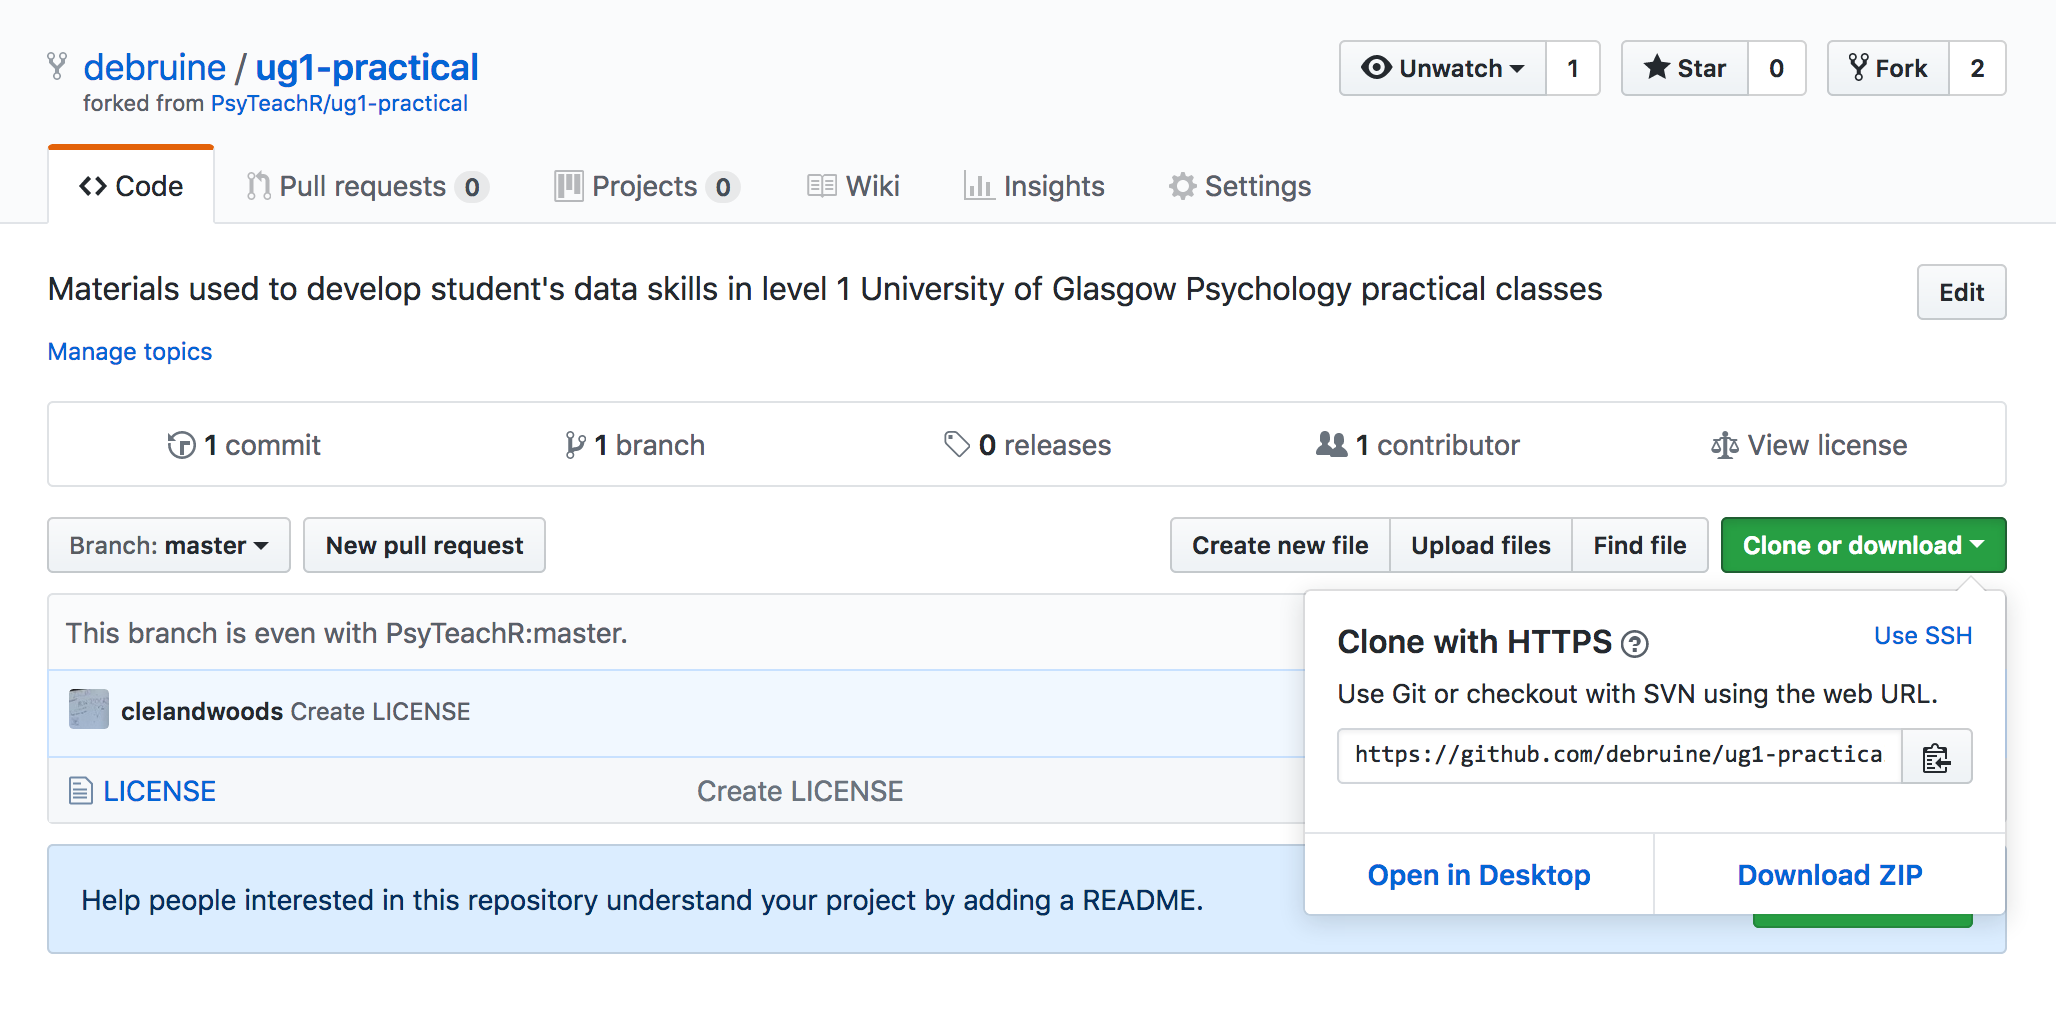 debruine / ug1-practical
forked from PsyTeachR/ug1-practical
Unwatch 1
Star 0
Fork 2
Code
Pull requests 0
Projects 0
Wiki
Insights
Settings
Materials used to develop student's data skills in level 1 University of Glasgow Psychology practical classes
Edit
Manage topics
1 commit
1 branch
0 releases
1 contributor
View license
Branch: master
New pull request
Create new file
Upload files
Find file
Clone or download
This branch is even with PsyTeachR:master.
clelandwoods Create LICENSE
LICENSE
Create LICENSE
Help people interested in this repository understand your project by adding a README.
Clone with HTTPS ?
Use SSH
Use Git or checkout with SVN using the web URL.
https://github.com/debruine/ug1-practica
Open in Desktop
Download ZIP